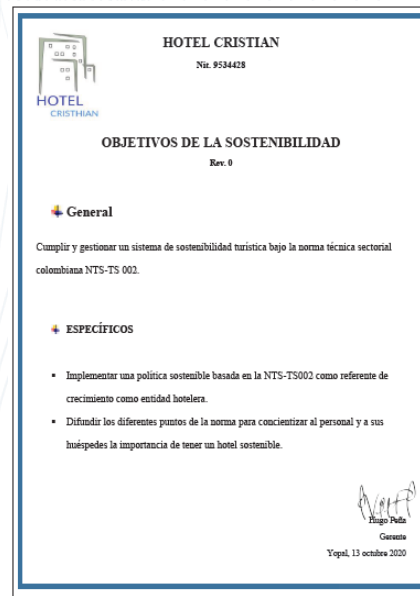 HOTEL CRISTIAN
Nit. 9534428
HOTEL
CRISTHIAN
OBJETIVOS DE LA SOSTENIBILIDAD
Rev. 0
General
Cumplir y gestionar un sistema de sostenibilidad turística bajo la norma técnica sectorial
colombiana NTS-TS 002.
ESPECÍFICOS
Implementar una política sostenible basada en la NTS-TS002 como referente de
crecimiento como entidad hotelera.
Difundir los diferentes puntos de la norma para concientizar al personal y a sus
huéspedes la importancia de tener un hotel sostenible.
Hugo Peña
Gerente
Yopal, 13 octubre 2020